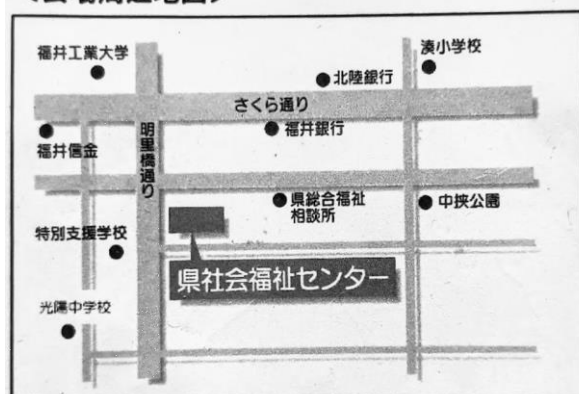 福井工業大学
湊小学校
北陸銀行
さくら通り
福井銀行
福井信金
明里橋通り
県総合福祉
相談所
中挟公園
特別支援学校
県社会福祉センター
光陽中学校